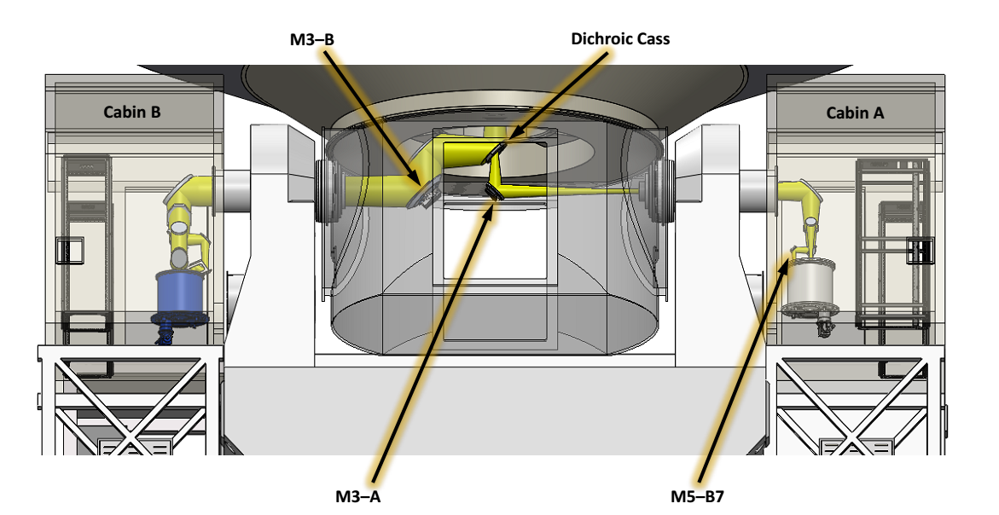 M3–B
Dichroic Cass
Cabin B
Cabin A
M3–A
M5–B7